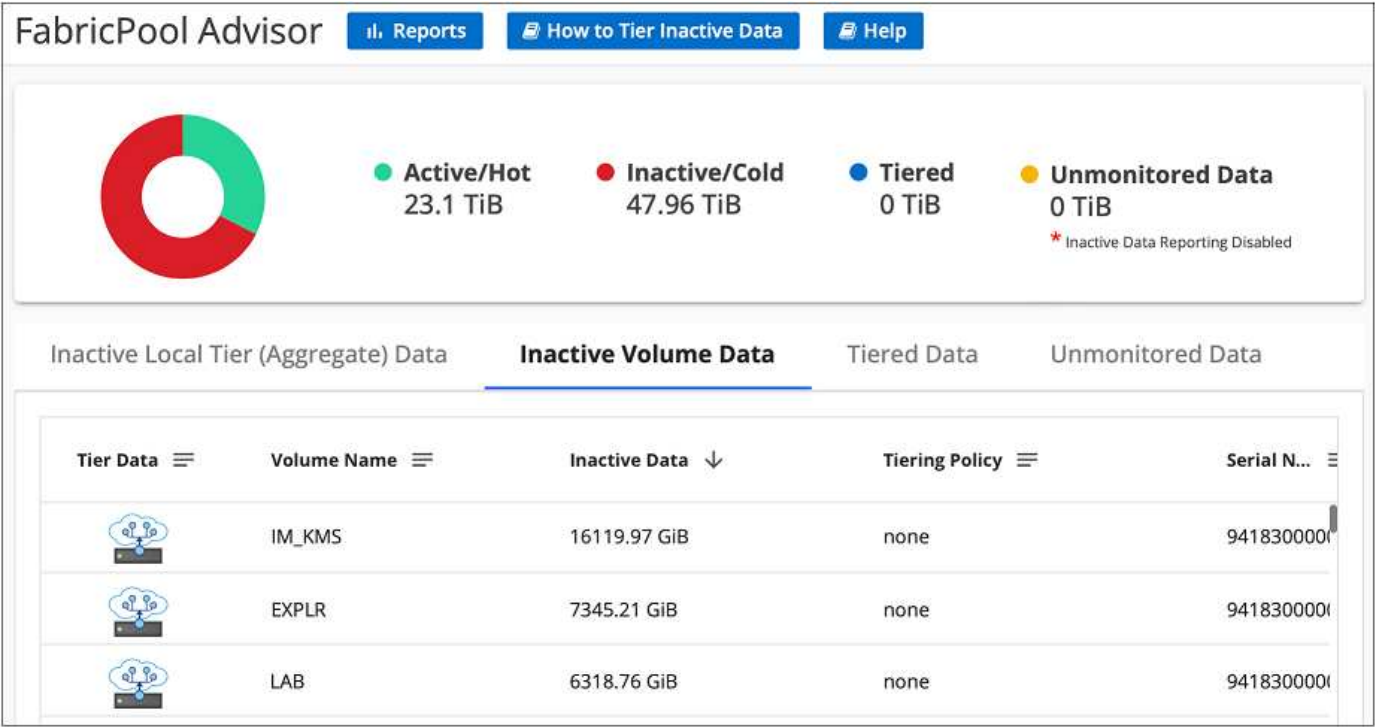 FabricPool Advisor Reports How to Tier Inactive Data Help
Active/Hot Inactive/Cold Tiered Unmonitored Data
23.1 TiB 47.96 TiB 0 TiB 0 TiB
* Inactive Data Reporting Disabled
Inactive Local Tier (Aggregate) Data Inactive Volume Data Tiered Data Unmonitored Data
Tier Data Volume Name Inactive Data Tiering Policy Serial N...
IM_KMS 16119.97 GiB none 9418300000
EXPLR 7345.21 GiB none 9418300000
LAB 6318.76 GiB none 9418300000